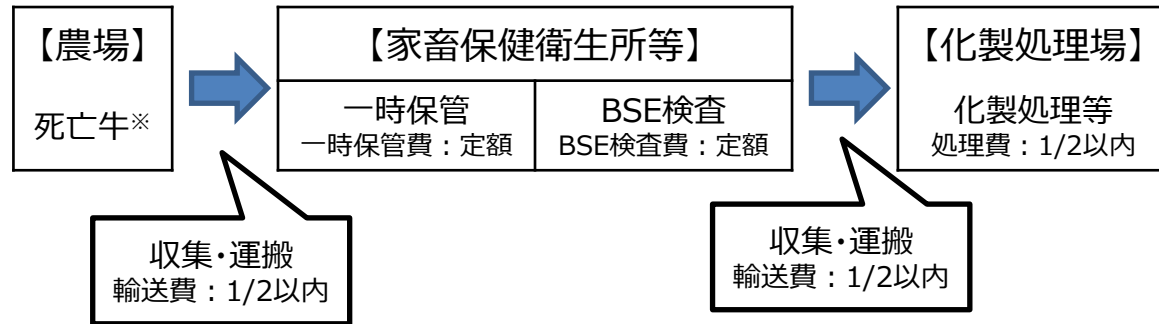 【農場】
死亡牛※
【家畜保健衛生所等】
一時保管
一時保管費：定額
BSE検査
BSE検査費：定額
【化製処理場】
化製処理等
処理費：1/2以内
収集・運搬
輸送費：1/2以内
収集・運搬
輸送費：1/2以内